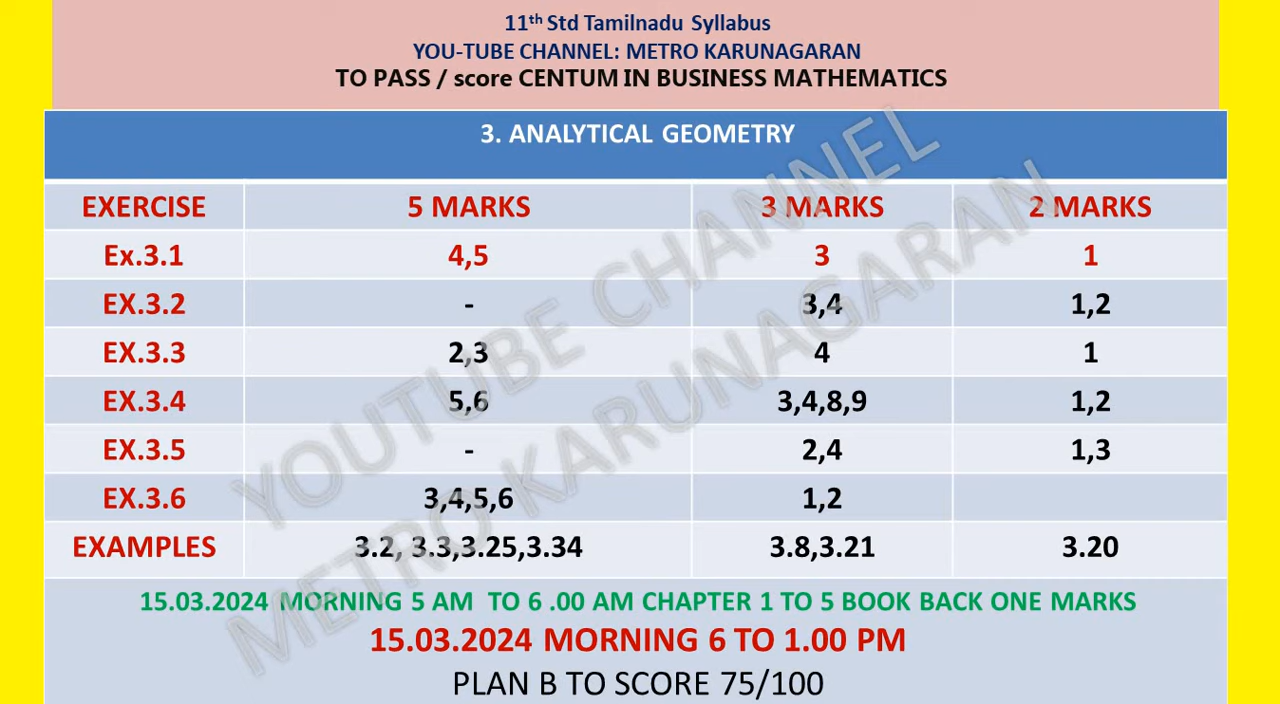 11th Std Tamilnadu Syllabus
YOU-TUBE CHANNEL: METRO KARUNAGARAN
TO PASS / score CENTUM IN BUSINESS MATHEMATICS
3. ANALYTICAL GEOMETRY
EXERCISE 5 MARKS 3 MARKS 2 MARKS
Ex.3.1 4,5 3 1
EX.3.2 - 3,4 1,2
EX.3.3 2,3 4 1
EX.3.4 5,6 3,4,8,9 1,2
EX.3.5 - 2,4 1,3
EX.3.6 3,4,5,6 1,2
EXAMPLES 3.2, 3.3,3.25,3.34 3.8,3.21 3.20
15.03.2024 MORNING 5 AM TO 6 .00 AM CHAPTER 1 TO 5 BOOK BACK ONE MARKS
15.03.2024 MORNING 6 TO 1.00 PM
PLAN B TO SCORE 75/100
YOUTUBE CHANNEL
METRO KARUNAGARAN